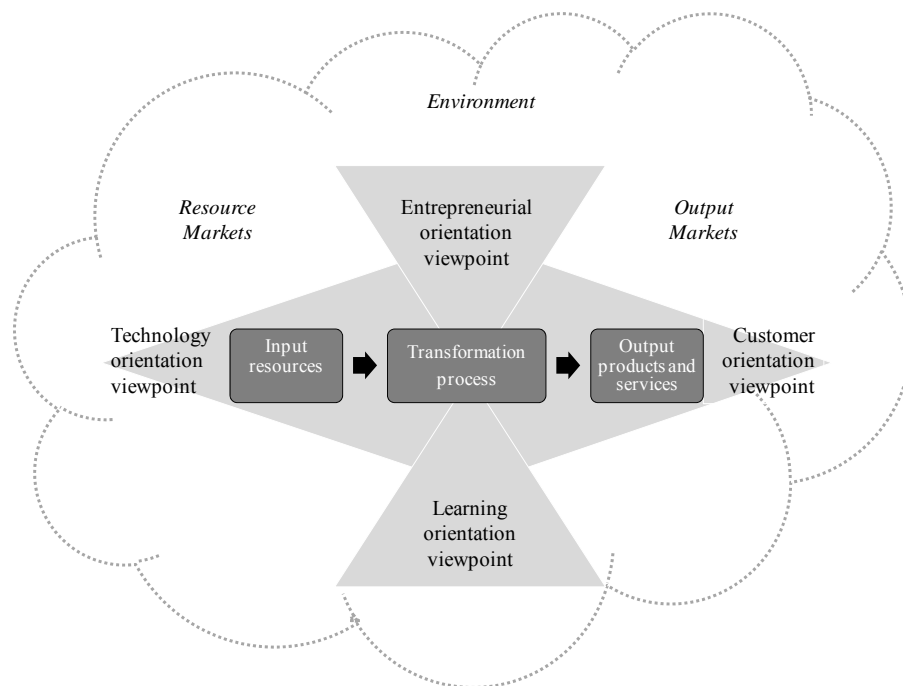 Environment
Resource
Markets
Entrepreneurial
orientation
viewpoint
Output
Markets
Technology
orientation
viewpoint
Input
resources
Transformation
process
Output
products and
services
Customer
orientation
viewpoint
Learning
orientation
viewpoint